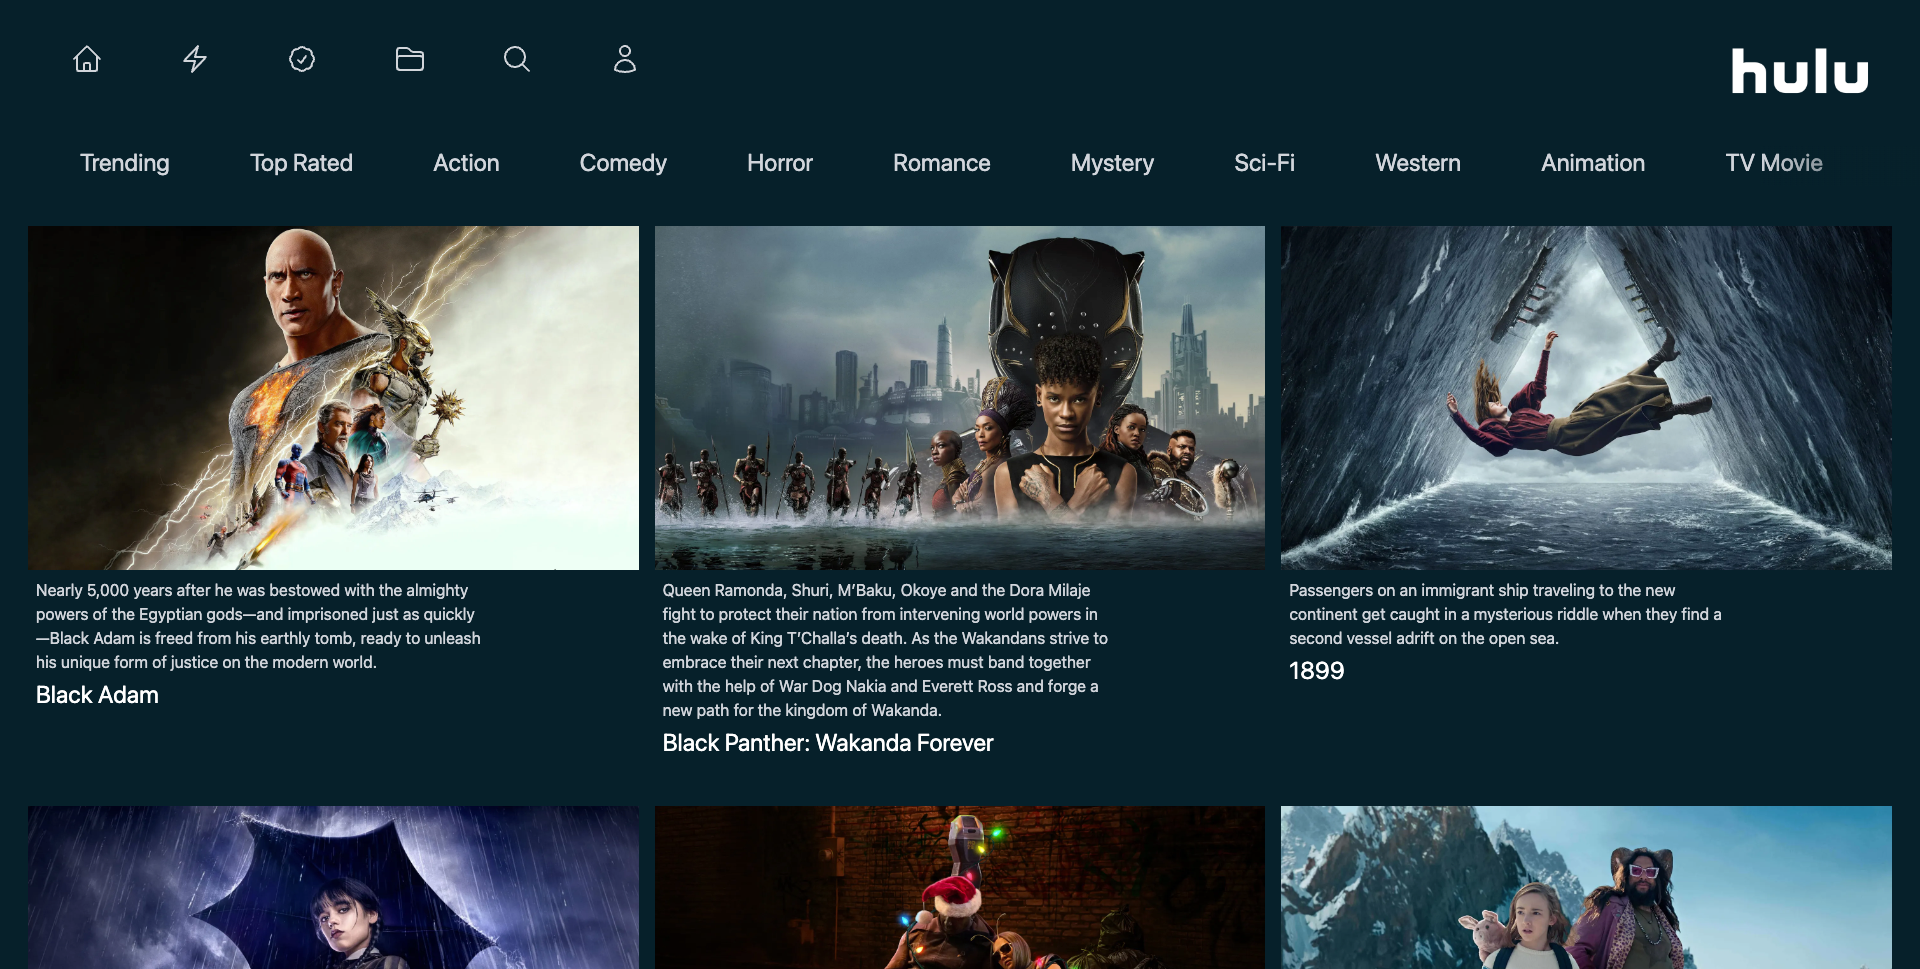 hulu
Trending Top Rated Action Comedy Horror Romance Mystery Sci-Fi Western Animation TV Movie
Nearly 5,000 years after he was bestowed with the almighty
powers of the Egyptian gods—and imprisoned just as quickly
—Black Adam is freed from his earthly tomb, ready to unleash
his unique form of justice on the modern world.
Black Adam
Queen Ramonda, Shuri, M’Baku, Okoye and the Dora Milaje
fight to protect their nation from intervening world powers in
the wake of King T’Challa’s death. As the Wakandans strive to
embrace their next chapter, the heroes must band together
with the help of War Dog Nakia and Everett Ross and forge a
new path for the kingdom of Wakanda.
Black Panther: Wakanda Forever
Passengers on an immigrant ship traveling to the new
continent get caught in a mysterious riddle when they find a
second vessel adrift on the open sea.
1899